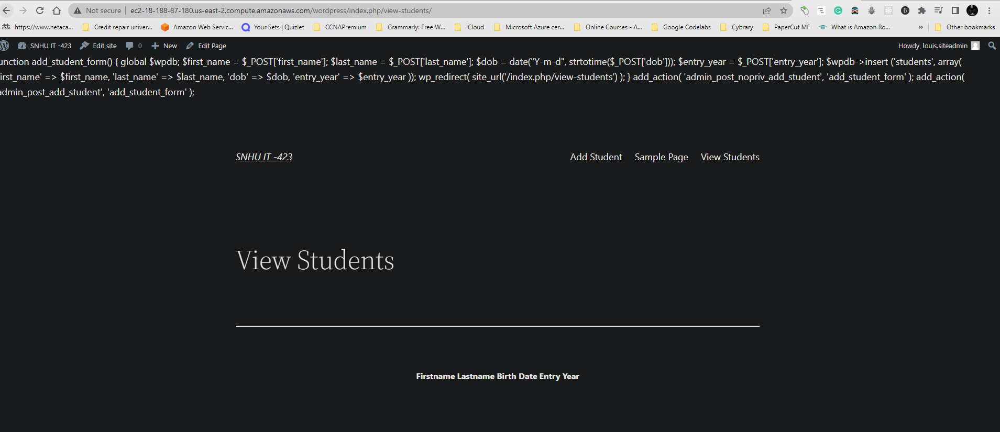 Not secure | ec2-18-188-87-180.us-east-2.compute.amazonaws.com/wordpress/index.php/view-students/
https://www.netaca... Credit repair univer... Amazon Web Servic... Your Sets | Quizlet CCNAPremium Grammarly: Free W... iCloud Microsoft Azure cer... Online Courses - A... Google Codelabs Cybrary PaperCut MF What is Amazon Ro... » Other bookmarks
SNHU IT -423 Edit site 0 New Edit Page Howdy, louis.siteadmin
unction add_student_form() { global $wpdb; $first_name = $_POST['first_name']; $last_name = $_POST['last_name']; $dob = date("Y-m-d", strtotime($_POST['dob'])); $entry_year = $_POST['entry_year']; $wpdb->insert ('students', array(
irst_name' => $first_name, 'last_name' => $last_name, 'dob' => $dob, 'entry_year' => $entry_year )); wp_redirect( site_url('/index.php/view-students') ); } add_action( 'admin_post_nopriv_add_student', 'add_student_form' ); add_action(
admin_post_add_student', 'add_student_form' );
SNHU IT -423 Add Student Sample Page View Students
View Students
Firstname Lastname Birth Date Entry Year